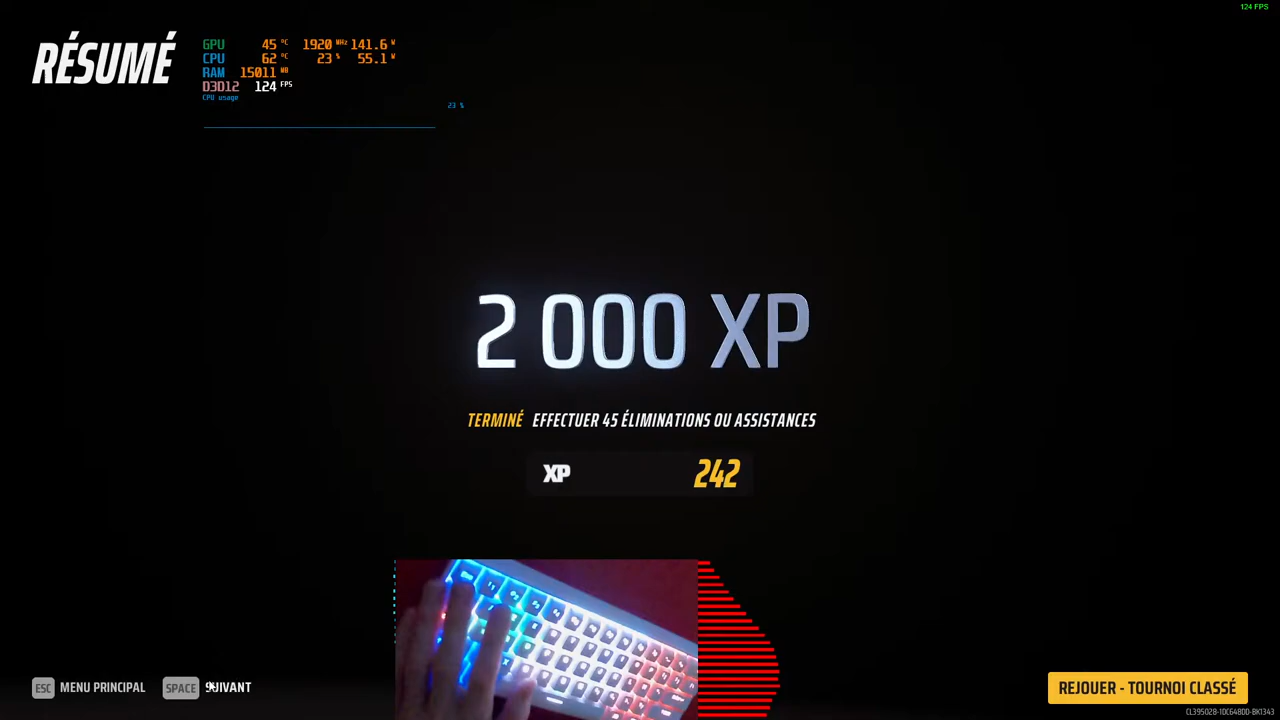 124 FPS
RÉSUMÉ
GPU 45 °C 1920 MHz 141.6 W
CPU 62 °C 23 % 55.1 W
RAM 15011 MB
D3D12 124 FPS
CPU usage
23 %
2 000 XP
TERMINÉ EFFECTUER 45 ÉLIMINATIONS OU ASSISTANCES
XP 242
ESC MENU PRINCIPAL SPACE SUIVANT
REJOUER - TOURNOI CLASSÉ